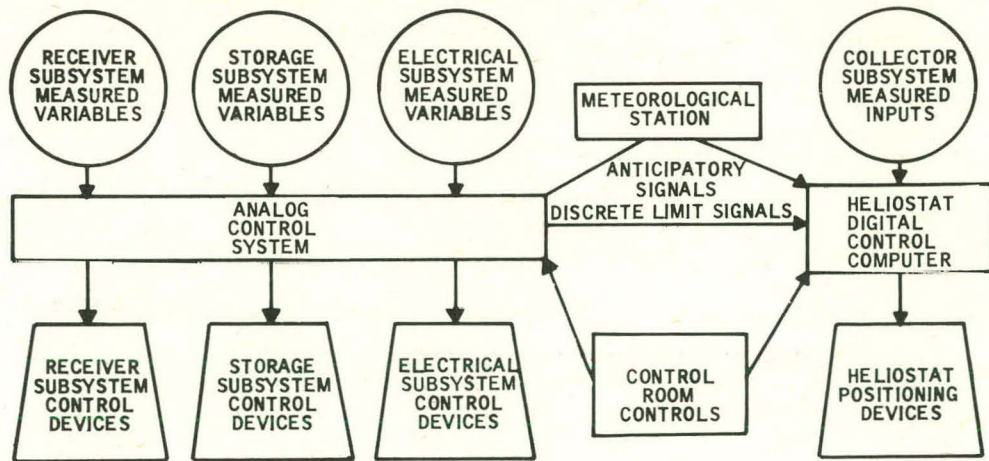 RECEIVER
SUBSYSTEM
MEASURED
VARIABLES
STORAGE
SUBSYSTEM
MEASURED
VARIABLES
ELECTRICAL
SUBSYSTEM
MEASURED
VARIABLES
METEOROLOGICAL
STATION
COLLECTOR
SUBSYSTEM
MEASURED
INPUTS
ANALOG
CONTROL
SYSTEM
ANTICIPATORY
SIGNALS
DISCRETE LIMIT SIGNALS
HELIOSTAT
DIGITAL
CONTROL
COMPUTER
RECEIVER
SUBSYSTEM
CONTROL
DEVICES
STORAGE
SUBSYSTEM
CONTROL
DEVICES
ELECTRICAL
SUBSYSTEM
CONTROL
DEVICES
CONTROL
ROOM
CONTROLS
HELIOSTAT
POSITIONING
DEVICES